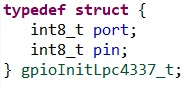 typedef struct {
   int8_t port;
   int8_t pin;
} gpioInitLpc4337_t;